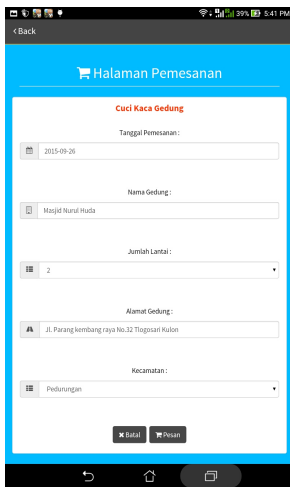 39% 5:41 PM
<Back
Halaman Pemesanan
Cuci Kaca Gedung
Tanggal Pemesanan :
2015-09-26
Nama Gedung :
Masjid Nurul Huda
Jumlah Lantai :
2
Alamat Gedung :
Jl. Parang kembang raya No.32 Tlogosari Kulon
Kecamatan :
Pedurungan
Batal Pesan